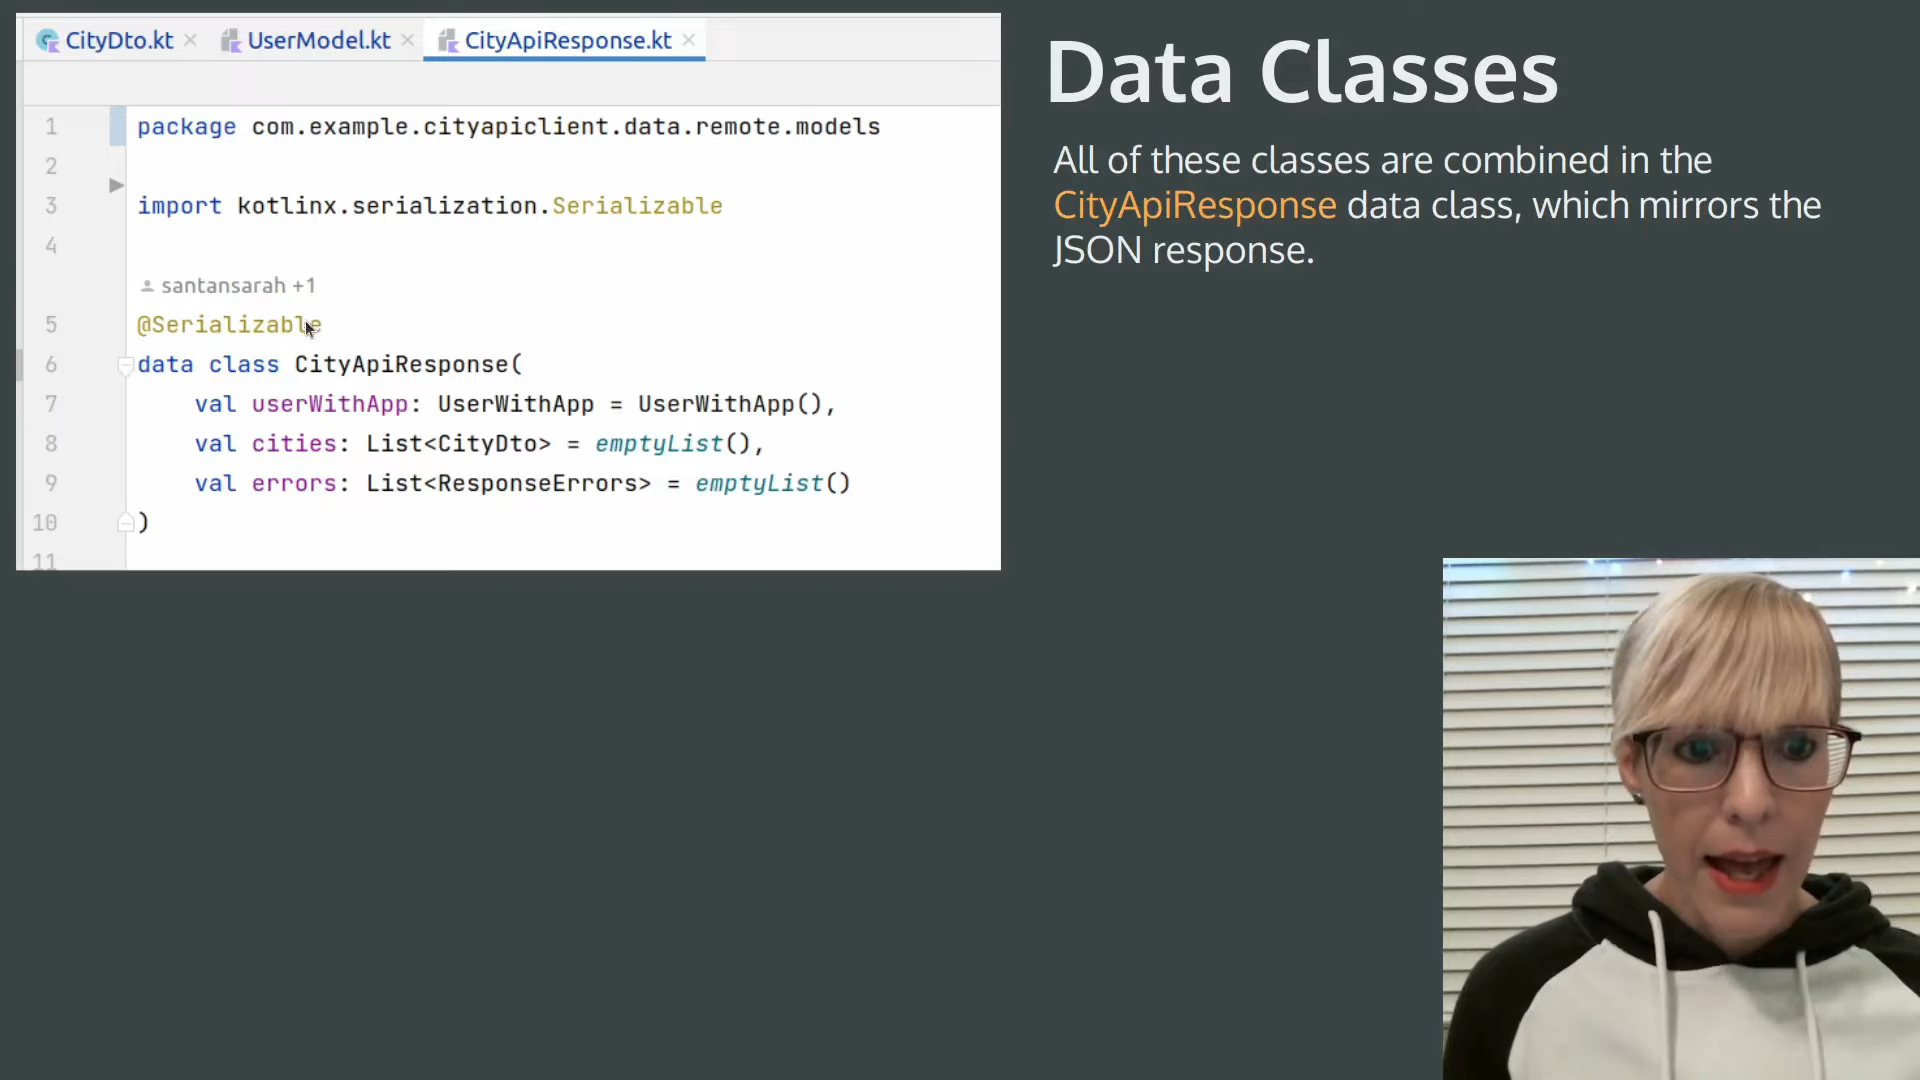 CityDto.kt UserModel.kt CityApiResponse.kt
1 package com.example.cityapiclient.data.remote.models
2
3 import kotlinx.serialization.Serializable
4
santansarah +1
5 @Serializable
6 data class CityApiResponse(
7 val userWithApp: UserWithApp = UserWithApp(),
8 val cities: List<CityDto> = emptyList(),
9 val errors: List<ResponseErrors> = emptyList()
10 )
11
Data Classes
All of these classes are combined in the
CityApiResponse data class, which mirrors the
JSON response.